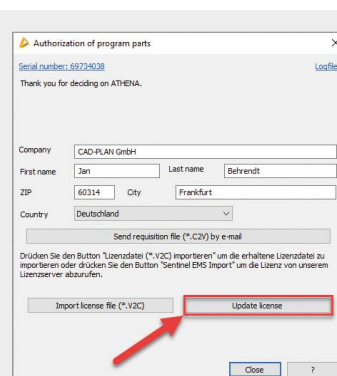 Authorization of program parts
Serial number: 69734038 Logfile
Thank you for deciding on ATHENA.
Company CAD-PLAN GmbH
First name Jan Last name Behrendt
ZIP 60314 City Frankfurt
Country Deutschland
Send requisition file (*.C2V) by e-mail
Drücken Sie den Button "Lizenzdatei (*.V2C) importieren" um die erhaltene Lizenzdatei zu
importieren oder drücken Sie den Button "Sentinel EMS Import" um die Lizenz von unserem
Lizenzserver abzurufen.
Import license file (*.V2C) Update license
Close ?